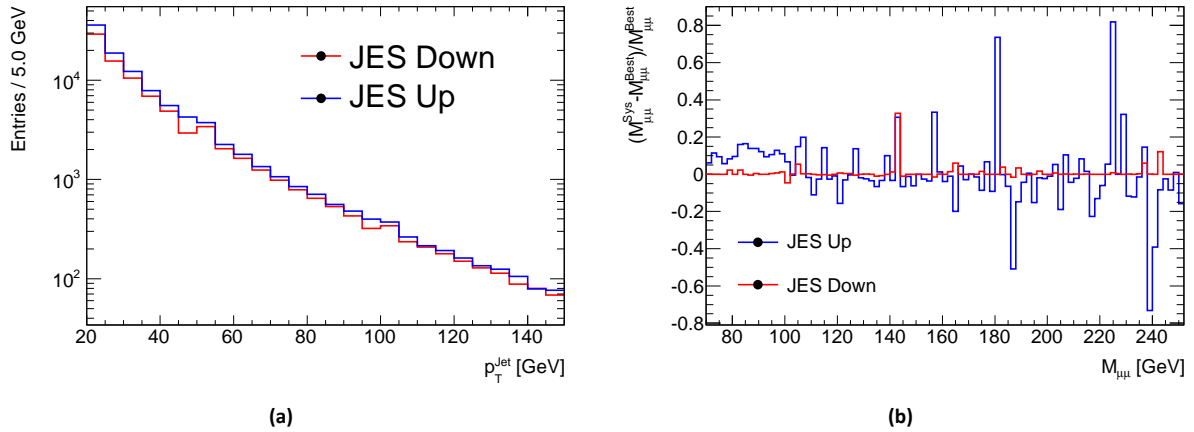 Entries / 5.0 GeV
10^4
10^3
10^2
JES Down
JES Up
20 40 60 80 100 120 140
p_T^Jet [GeV]
(a)
(M_μμ^Sys-M_μμ^Best)/M_μμ^Best
0.8
0.6
0.4
0.2
0
-0.2
-0.4
-0.6
-0.8
JES Up
JES Down
80 100 120 140 160 180 200 220 240
M_μμ [GeV]
(b)